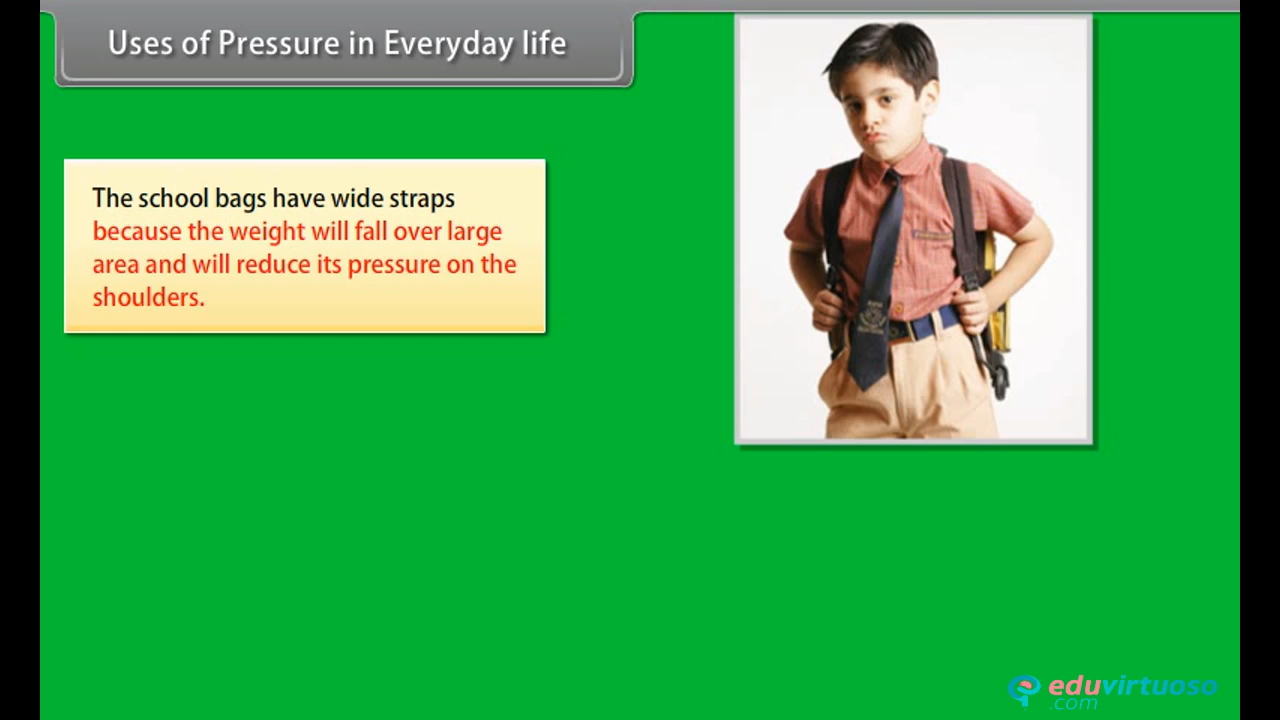 Uses of Pressure in Everyday life
The school bags have wide straps
because the weight will fall over large
area and will reduce its pressure on the
shoulders.
eduvirtuoso
.com